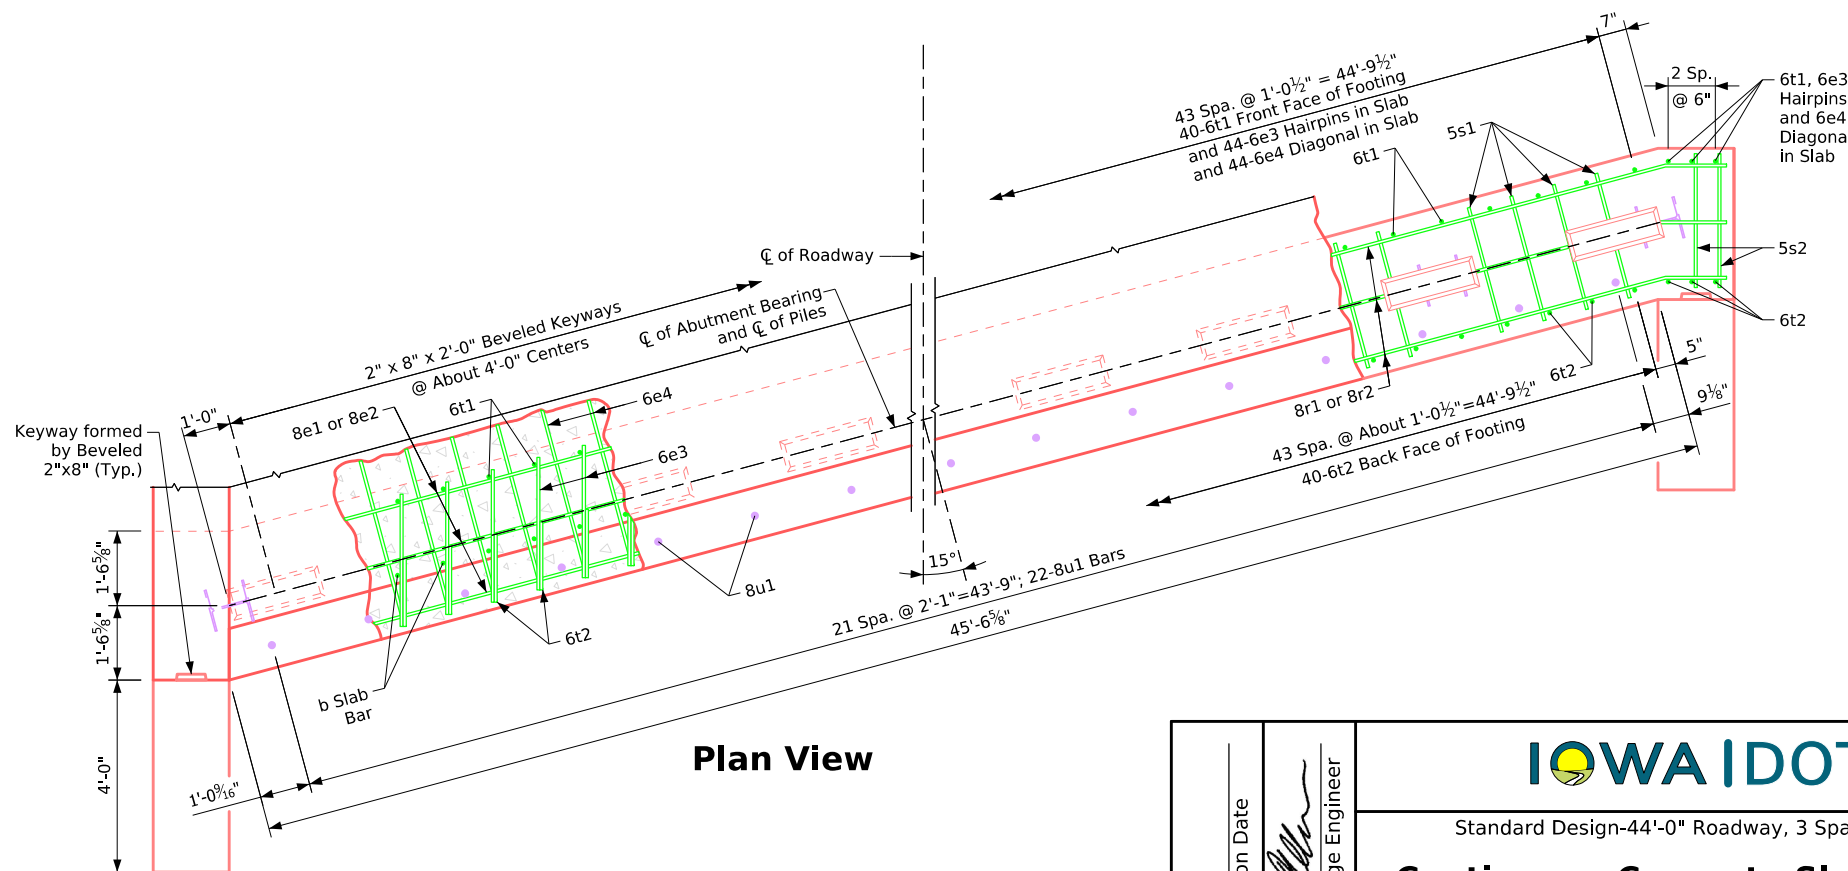 7"
43 Spa. @ 1'-0½" = 44'-9½"
40-6t1 Front Face of Footing
and 44-6e3 Hairpins in Slab
and 44-6e4 Diagonal in Slab
2 Sp.
@ 6"
6t1, 6e3
Hairpins
and 6e4
Diagona
in Slab
5s1
6t1
5s2
6t2
℄ of Roadway
℄ of Abutment Bearing
and ℄ of Piles
2" x 8" x 2'-0" Beveled Keyways
@ About 4'-0" Centers
1'-0"
8e1 or 8e2
6t1
6e4
6e3
Keyway formed
by Beveled
2"x8" (Typ.)
8r1 or 8r2
6t2
5"
9⅛"
43 Spa. @ About 1'-0½"=44'-9½"
40-6t2 Back Face of Footing
1'-6⅝"
1'-6⅝"
15°
8u1
6t2
21 Spa. @ 2'-1"=43'-9"; 22-8u1 Bars
45'-6⅝"
b Slab
Bar
4'-0"
1'-0⁹⁄₁₆"
Plan View
on Date
ge Engineer
IOWA DOT
Standard Design-44'-0" Roadway, 3 Spa